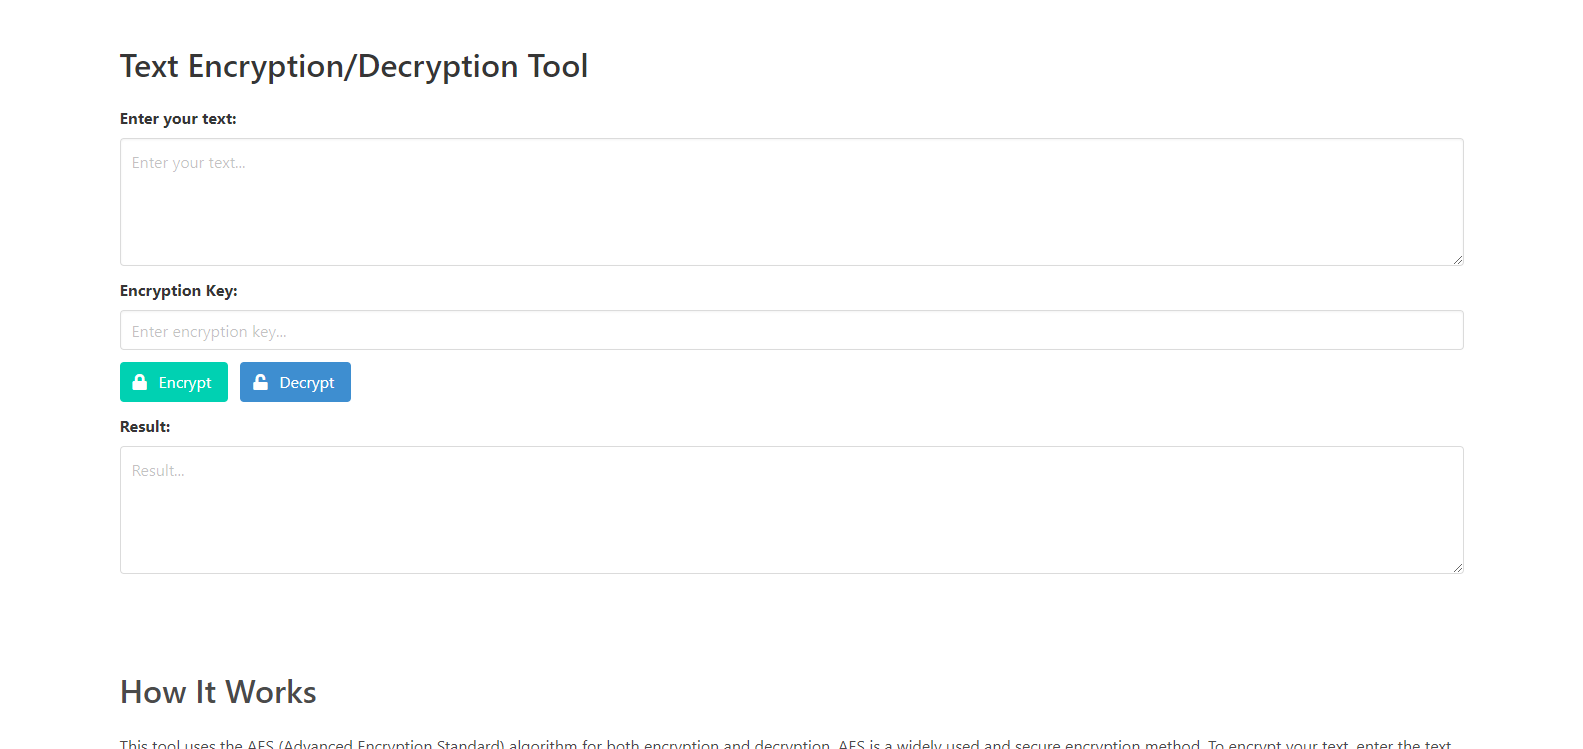 Text Encryption/Decryption Tool
Enter your text:
Enter your text...
Encryption Key:
Enter encryption key...
Encrypt Decrypt
Result:
Result...
How It Works
This tool uses the AES (Advanced Encryption Standard) algorithm for both encryption and decryption. AES is a widely used and secure encryption method. To encrypt your text, enter the text